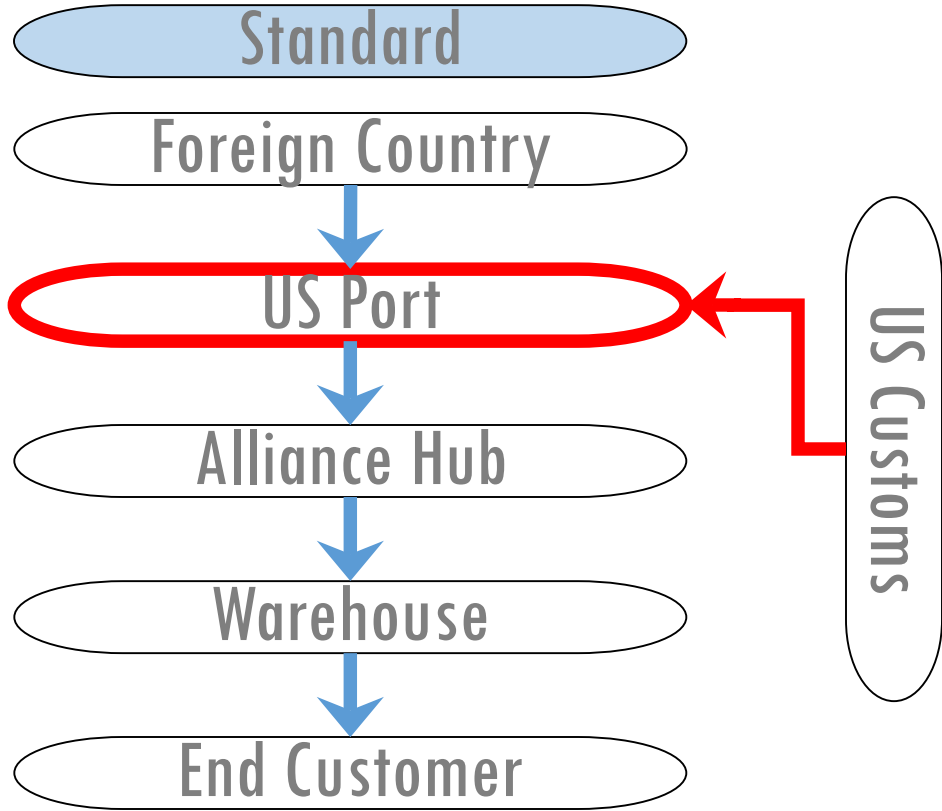 Standard
Foreign Country
US Port
Alliance Hub
Warehouse
End Customer
US Customs